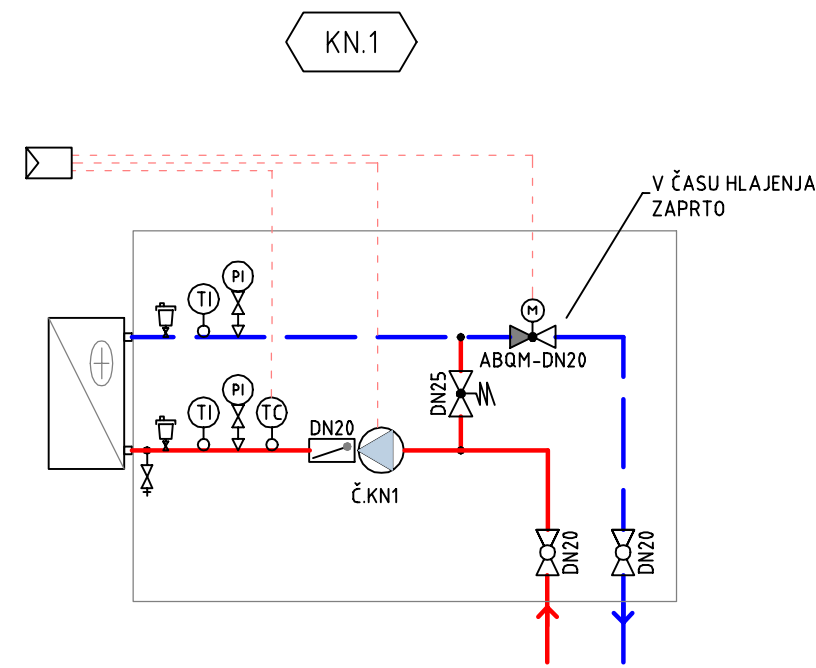 KN.1
V ČASU HLAJENJA
ZAPRTO
PI
TI
M
ABQM-DN20
DN25
PI
TI
TC
DN20
Č.KN1
DN20
DN20